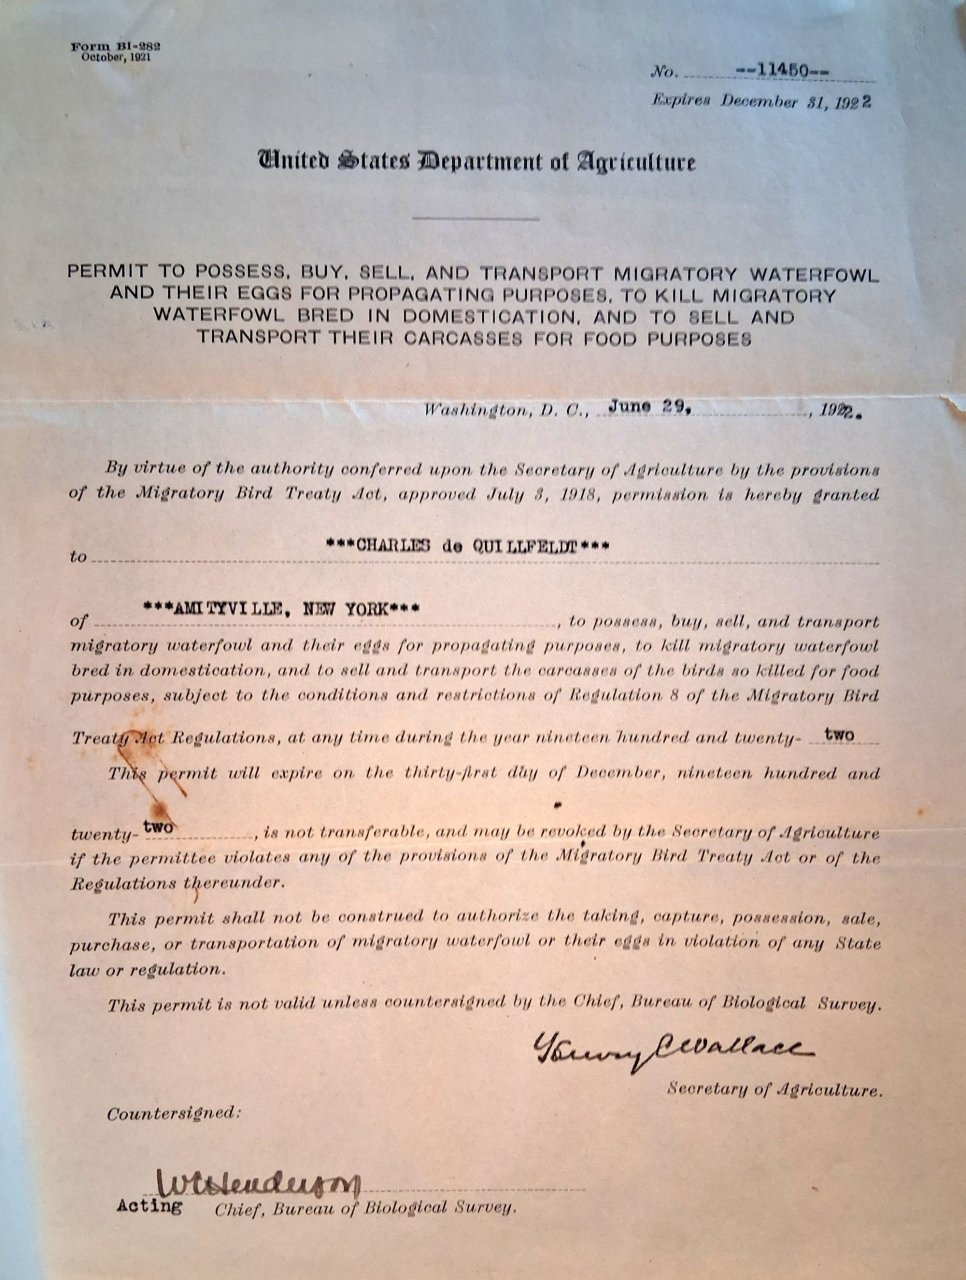 Form BI-282
October, 1921
No. --11450--
Expires December 31, 1922
United States Department of Agriculture
PERMIT TO POSSESS, BUY, SELL, AND TRANSPORT MIGRATORY WATERFOWL
AND THEIR EGGS FOR PROPAGATING PURPOSES, TO KILL MIGRATORY
WATERFOWL BRED IN DOMESTICATION, AND TO SELL AND
TRANSPORT THEIR CARCASSES FOR FOOD PURPOSES
Washington, D. C., June 29, , 1922.
By virtue of the authority conferred upon the Secretary of Agriculture by the provisions
of the Migratory Bird Treaty Act, approved July 3, 1918, permission is hereby granted
to ***CHARLES de QUILLFELDT***
of ***AMITYVILLE, NEW YORK*** , to possess, buy, sell, and transport
migratory waterfowl and their eggs for propagating purposes, to kill migratory waterfowl
bred in domestication, and to sell and transport the carcasses of the birds so killed for food
purposes, subject to the conditions and restrictions of Regulation 8 of the Migratory Bird
Treaty Act Regulations, at any time during the year nineteen hundred and twenty- two
This permit will expire on the thirty-first day of December, nineteen hundred and
twenty- two , is not transferable, and may be revoked by the Secretary of Agriculture
if the permittee violates any of the provisions of the Migratory Bird Treaty Act or of the
Regulations thereunder.
This permit shall not be construed to authorize the taking, capture, possession, sale,
purchase, or transportation of migratory waterfowl or their eggs in violation of any State
law or regulation.
This permit is not valid unless countersigned by the Chief, Bureau of Biological Survey.
Henry C Wallace
Secretary of Agriculture.
Countersigned:
W C Henderson
Acting Chief, Bureau of Biological Survey.